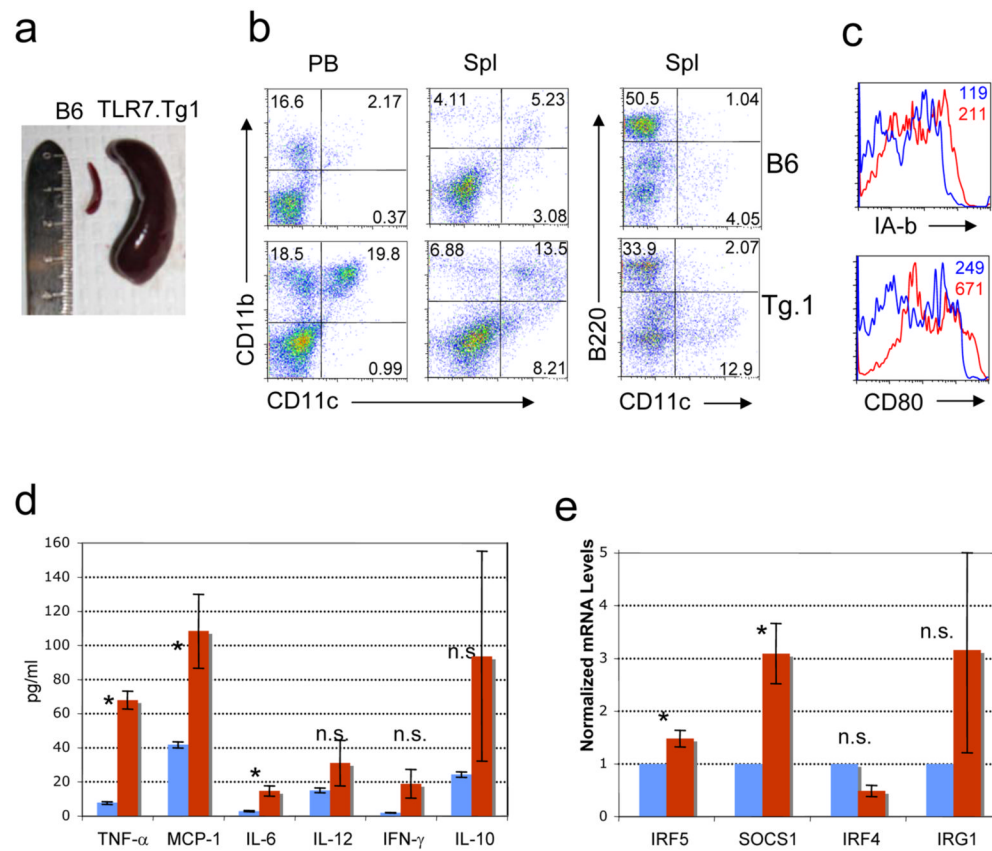 a
B6 TLR7.Tg1
b
PB Spl Spl
16.6 2.17
0.37
4.11 5.23
3.08
50.5 1.04
4.05
B6
18.5 19.8
0.99
6.88 13.5
8.21
33.9 2.07
12.9
Tg.1
CD11b
CD11c
B220
CD11c
c
119
211
IA-b
249
671
CD80
d
pg/ml
160
140
120
100
80
60
40
20
0
*
*
*
n.s.
n.s.
n.s.
TNF-α MCP-1 IL-6 IL-12 IFN-γ IL-10
e
Normalized mRNA Levels
5
4
3
2
1
0
*
*
n.s.
n.s.
IRF5 SOCS1 IRF4 IRG1